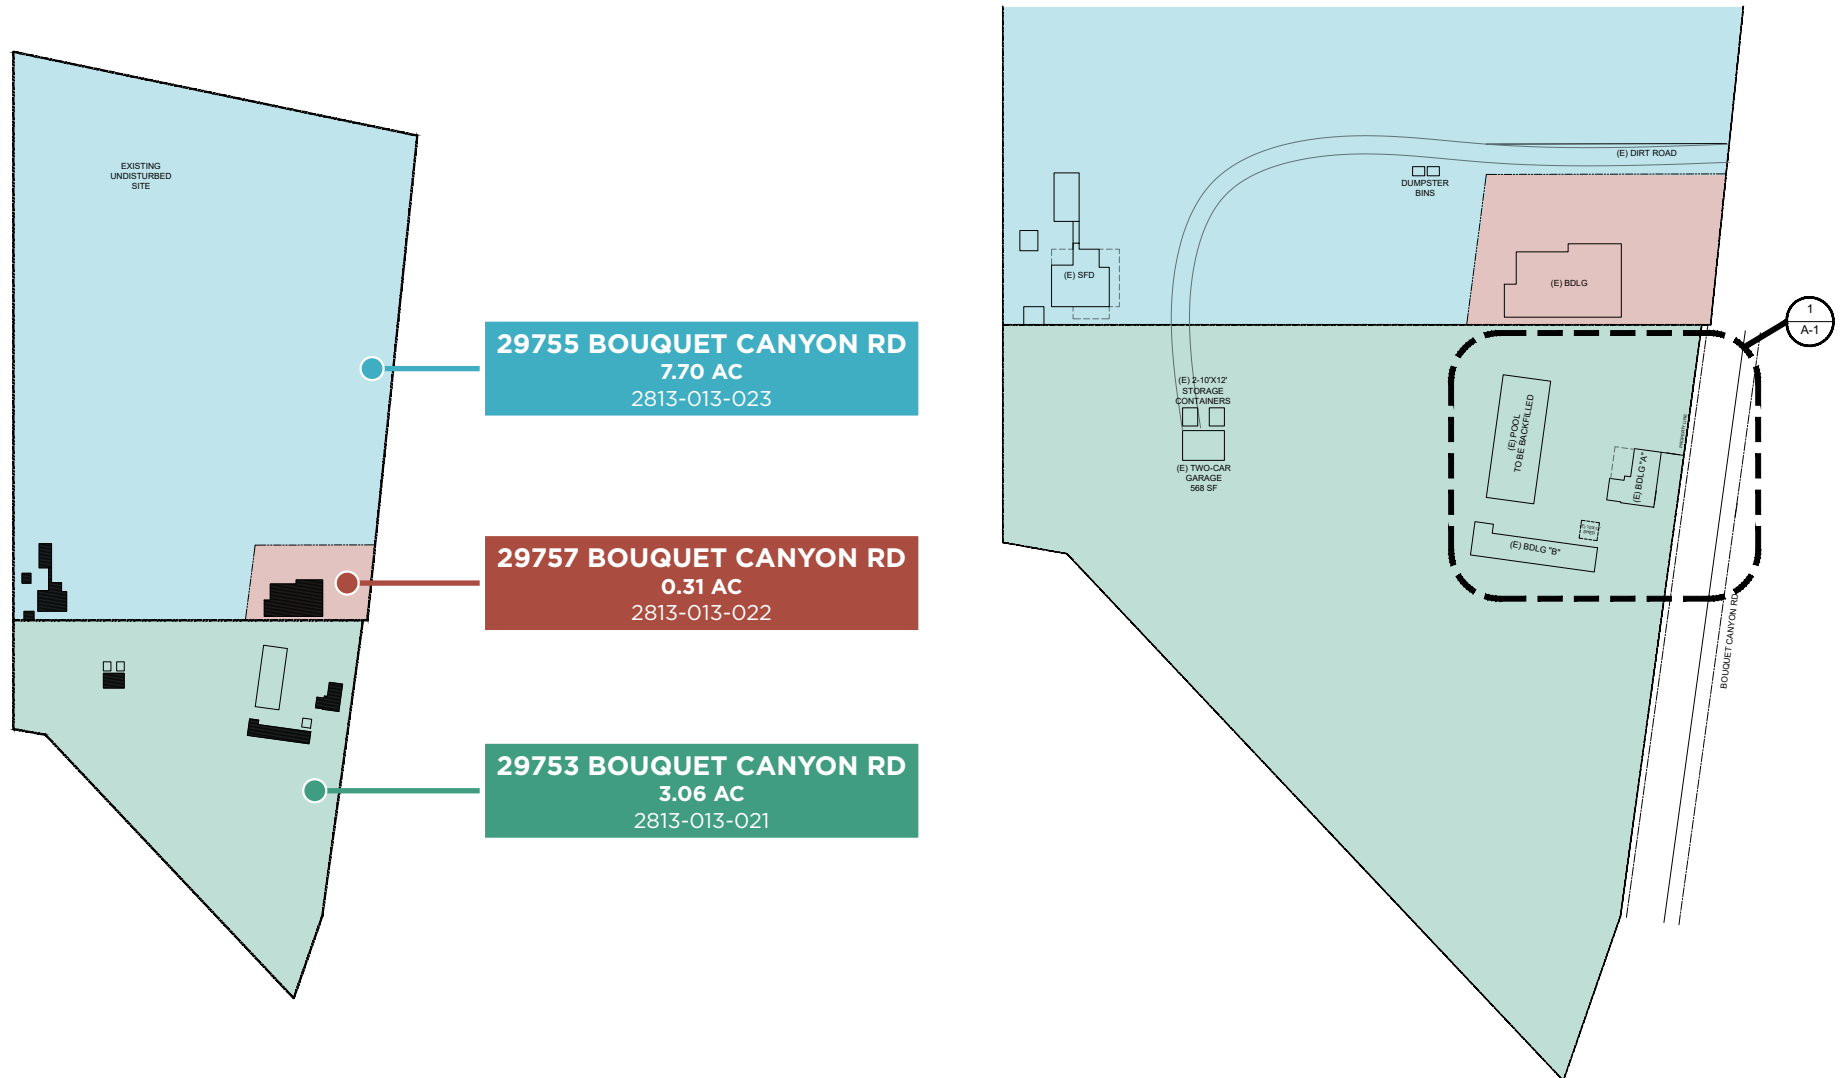 EXISTING
UNDISTURBED
SITE
29755 BOUQUET CANYON RD
7.70 AC
2813-013-023
29757 BOUQUET CANYON RD
0.31 AC
2813-013-022
29753 BOUQUET CANYON RD
3.06 AC
2813-013-021
(E) DIRT ROAD
DUMPSTER
BINS
(E) SFD
(E) BDLG
1
A-1
(E) 2-10'X12'
STORAGE
CONTAINERS
(E) TWO-CAR
GARAGE
568 SF
(E) POOL
TO BE BACKFILLED
PROPERTY LINE
(E) BDLG "A"
SHED
(E) BDLG "B"
BOUQUET CANYON RD